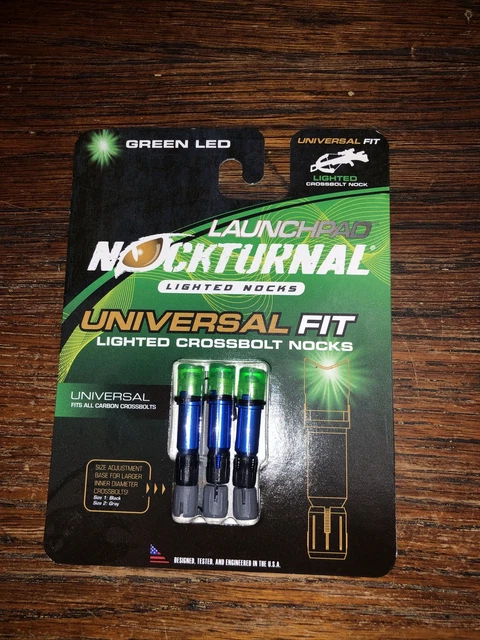 GREEN LED
UNIVERSAL FIT
LIGHTED
CROSSBOLT NOCK
LAUNCHPAD
NOCKTURNAL®
LIGHTED NOCKS
UNIVERSAL FIT
LIGHTED CROSSBOLT NOCKS
UNIVERSAL
FITS ALL CARBON CROSSBOLTS
SIZE ADJUSTMENT
BASE FOR LARGER
INNER DIAMETER
CROSSBOLTS!
Size 1: Black
Size 2: Gray
DESIGNED, TESTED, AND ENGINEERED IN THE U.S.A.